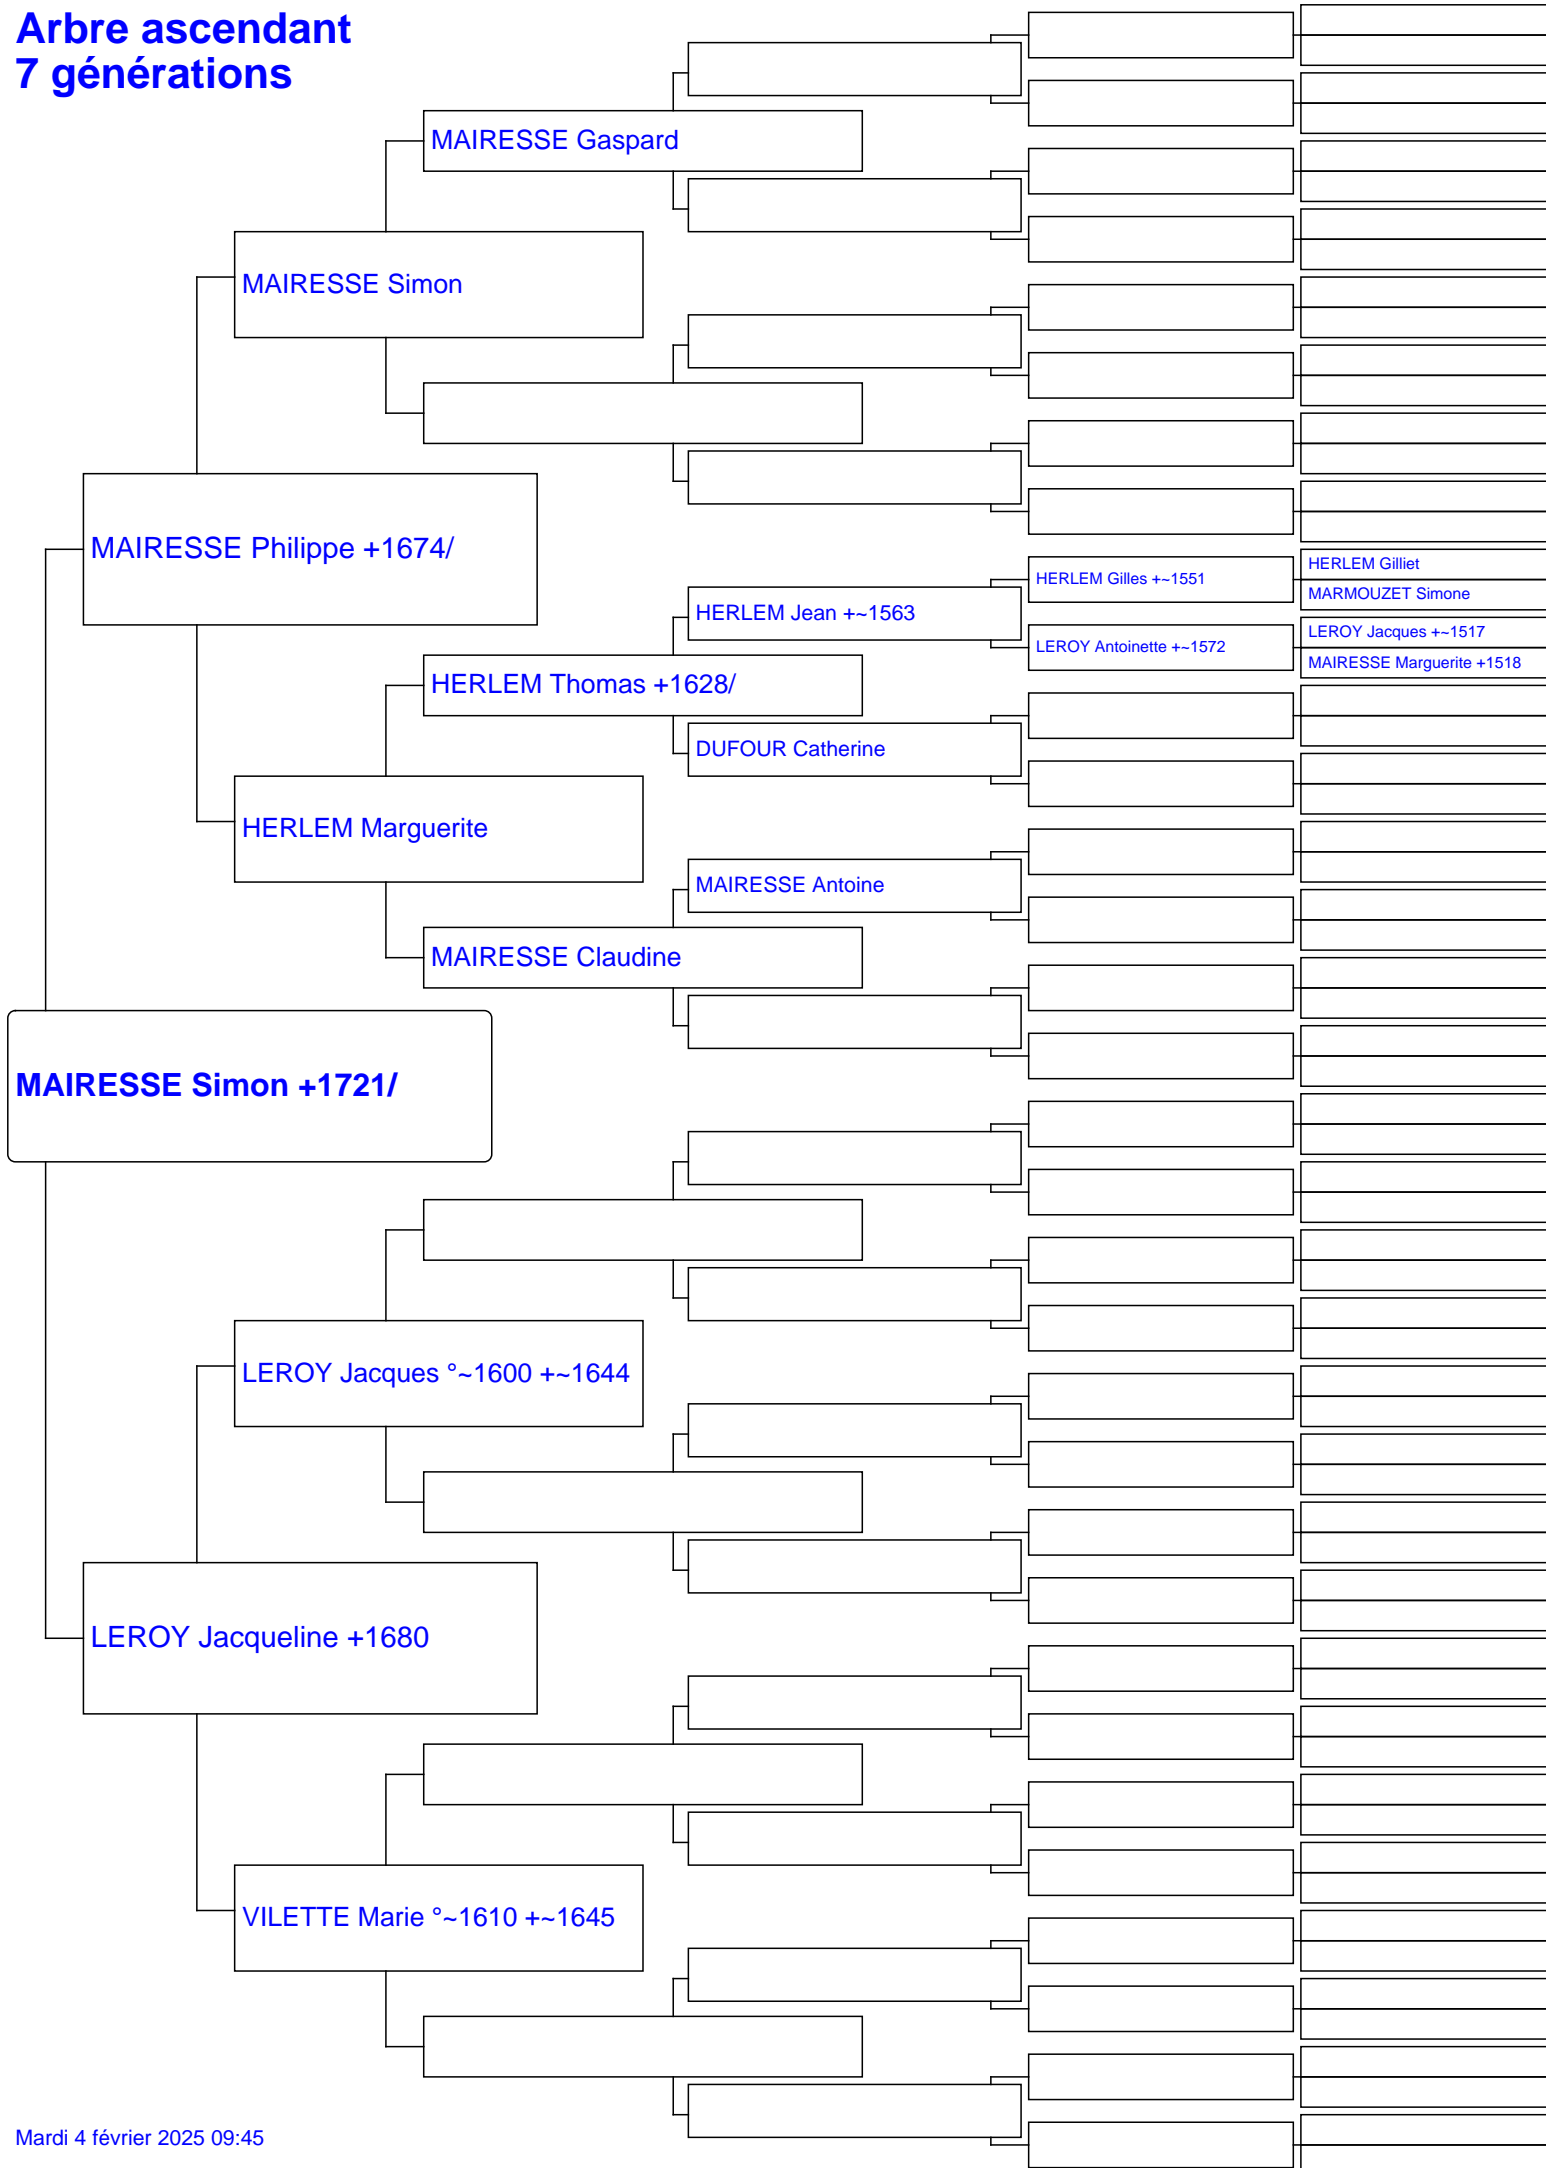 Arbre ascendant
7 générations
MAIRESSE Gaspard
MAIRESSE Simon
MAIRESSE Philippe +1674/
HERLEM Gilles +~1551
HERLEM Gilliet
MARMOUZET Simone
HERLEM Jean +~1563
LEROY Antoinette +~1572
LEROY Jacques +~1517
MAIRESSE Marguerite +1518
HERLEM Thomas +1628/
DUFOUR Catherine
HERLEM Marguerite
MAIRESSE Antoine
MAIRESSE Claudine
MAIRESSE Simon +1721/
LEROY Jacques °~1600 +~1644
LEROY Jacqueline +1680
VILETTE Marie °~1610 +~1645
Mardi 4 février 2025 09:45